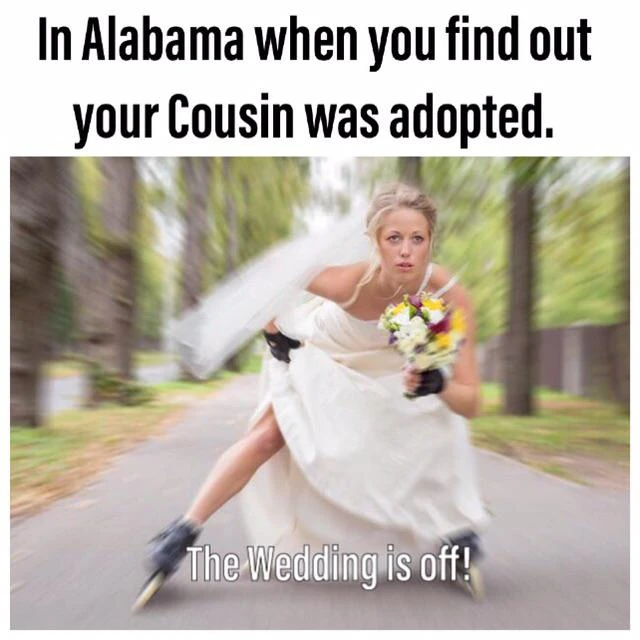 In Alabama when you find out
your Cousin was adopted.
The Wedding is off!